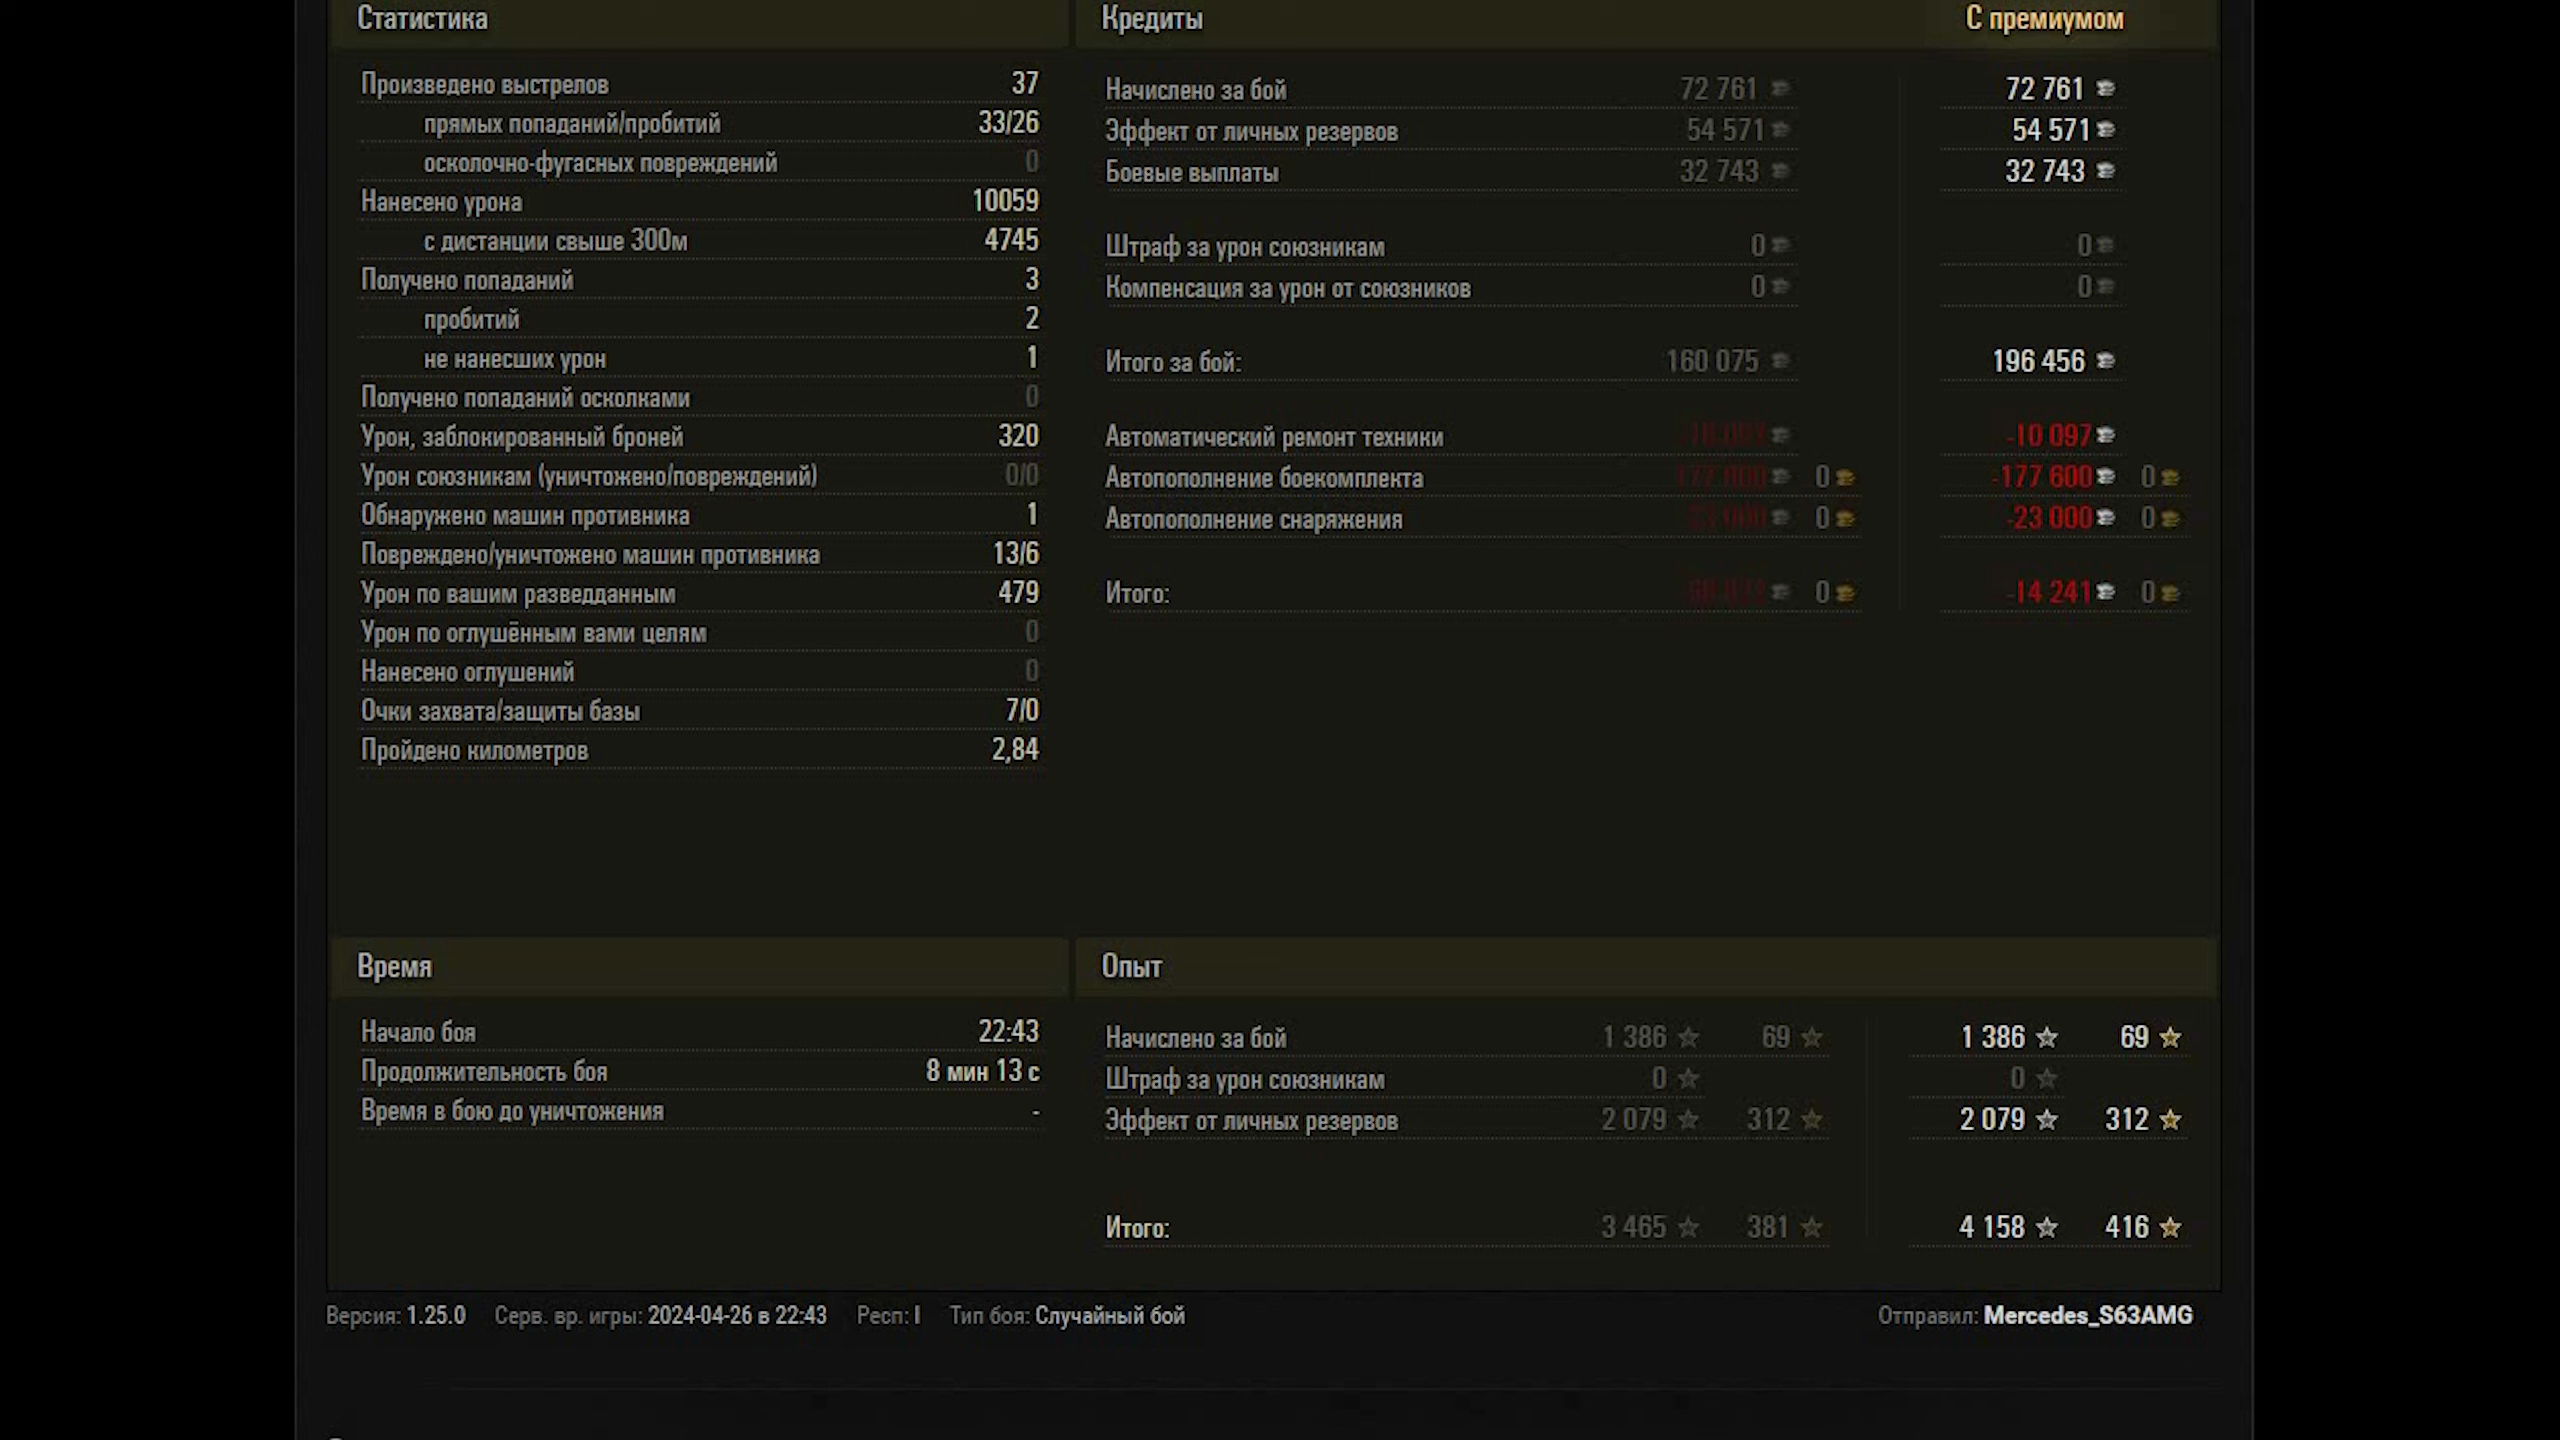 Статистика
Произведено выстрелов 37
прямых попаданий/пробитий 33/26
осколочно-фугасных повреждений 0
Нанесено урона 10059
с дистанции свыше 300м 4745
Получено попаданий 3
пробитий 2
не нанесших урон 1
Получено попаданий осколками 0
Урон, заблокированный броней 320
Урон союзникам (уничтожено/повреждений) 0/0
Обнаружено машин противника 1
Повреждено/уничтожено машин противника 13/6
Урон по вашим разведданным 479
Урон по оглушённым вами целям 0
Нанесено оглушений 0
Очки захвата/защиты базы 7/0
Пройдено километров 2,84
Кредиты С премиумом
Начислено за бой 72 761 72 761
Эффект от личных резервов 54 571 54 571
Боевые выплаты 32 743 32 743
Штраф за урон союзникам 0 0
Компенсация за урон от союзников 0 0
Итого за бой: 160 075 196 456
Автоматический ремонт техники -10 097
Автопополнение боекомплекта 0 -177 600 0
Автопополнение снаряжения 0 -23 000 0
Итого: 0 -14 241 0
Время
Начало боя 22:43
Продолжительность боя 8 мин 13 с
Время в бою до уничтожения -
Опыт
Начислено за бой 1 386 69 1 386 69
Штраф за урон союзникам 0 0
Эффект от личных резервов 2 079 312 2 079 312
Итого: 3 465 381 4 158 416
Версия: 1.25.0 Серв. вр. игры: 2024-04-26 в 22:43 Респ: I Тип боя: Случайный бой Отправил: Mercedes_S63AMG